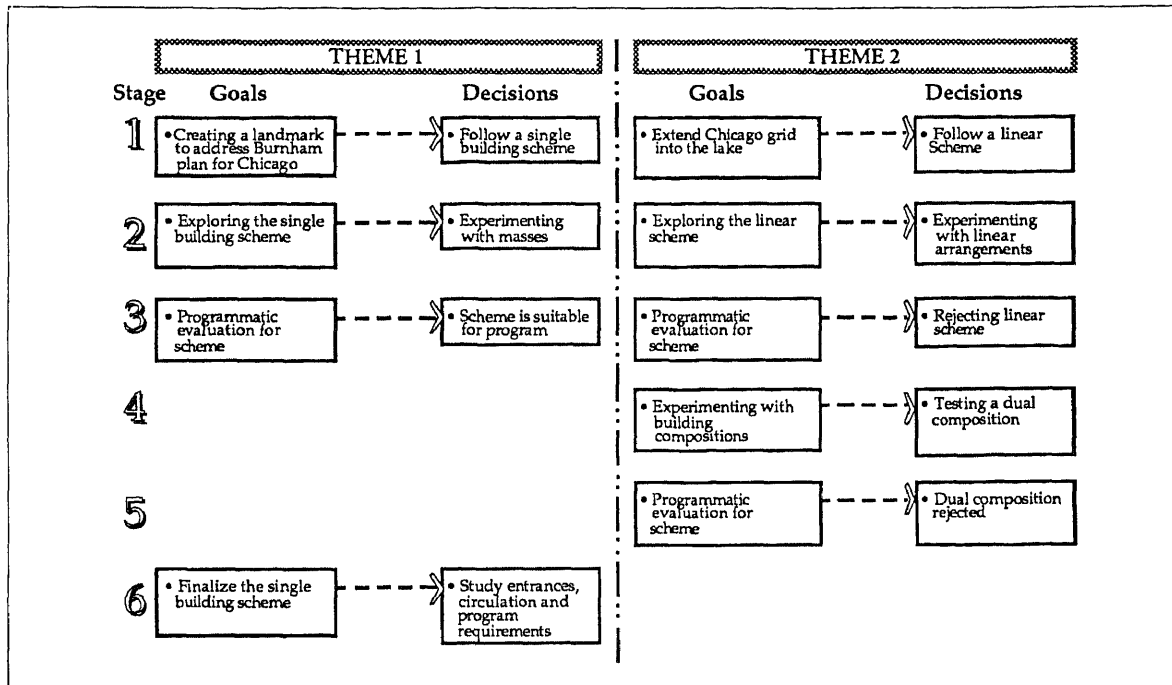 THEME 1
THEME 2
Stage
Goals
Decisions
Goals
Decisions
1
• Creating a landmark
to address Burnham
plan for Chicago
• Follow a single
building scheme
• Extend Chicago grid
into the lake
• Follow a linear
Scheme
2
• Exploring the single
building scheme
• Experimenting
with masses
• Exploring the linear
scheme
• Experimenting
with linear
arrangements
3
• Programmatic
evaluation for
scheme
• Scheme is suitable
for program
• Programmatic
evaluation for
scheme
• Rejecting linear
scheme
4
• Experimenting with
building
compositions
• Testing a dual
composition
5
• Programmatic
evaluation for
scheme
• Dual composition
rejected
6
• Finalize the single
building scheme
• Study entrances,
circulation and
program
requirements